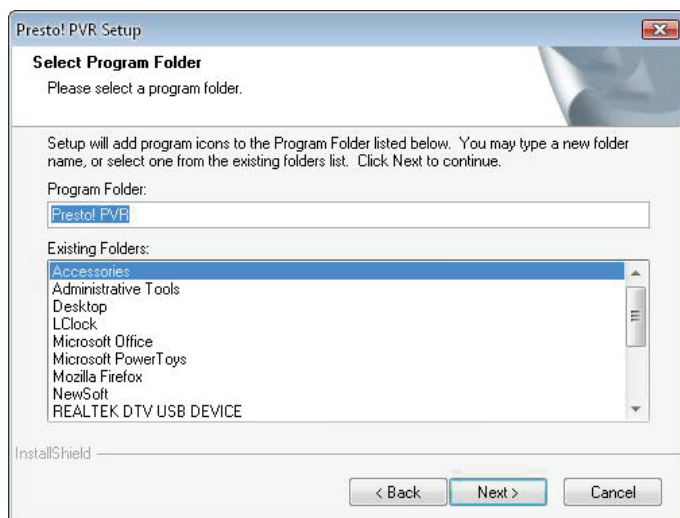 Presto! PVR Setup
Select Program Folder
Please select a program folder.
Setup will add program icons to the Program Folder listed below. You may type a new folder
name, or select one from the existing folders list. Click Next to continue.
Program Folder:
Presto! PVR
Existing Folders:
Accessories
Administrative Tools
Desktop
LClock
Microsoft Office
Microsoft PowerToys
Mozilla Firefox
NewSoft
REALTEK DTV USB DEVICE
InstallShield
< Back Next > Cancel